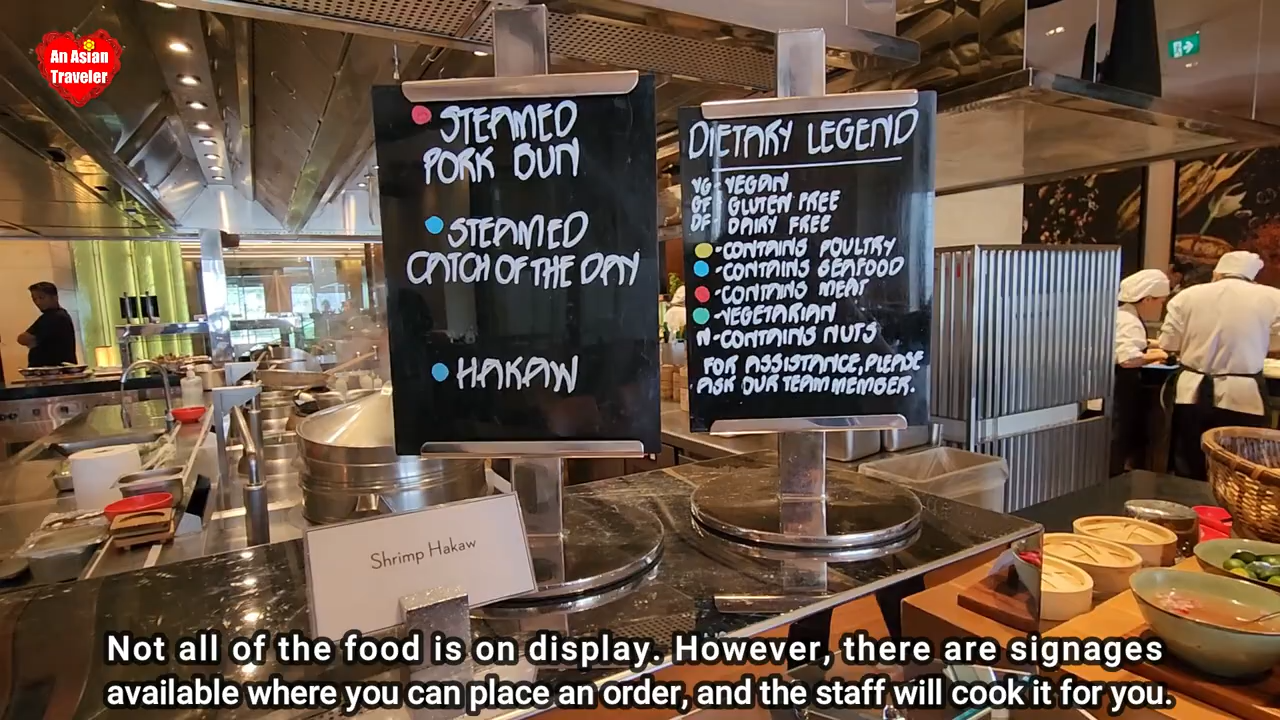 An Asian
Traveler
STEAMED
PORK BUN
STEAMED
CATCH OF THE DAY
HAKAW
DIETARY LEGEND
VG - VEGAN
GF - GLUTEN FREE
DF - DAIRY FREE
- CONTAINS POULTRY
- CONTAINS SEAFOOD
- CONTAINS MEAT
- VEGETARIAN
N - CONTAINS NUTS
FOR ASSISTANCE, PLEASE
ASK OUR TEAM MEMBER.
Shrimp Hakaw
Not all of the food is on display. However, there are signages
available where you can place an order, and the staff will cook it for you.